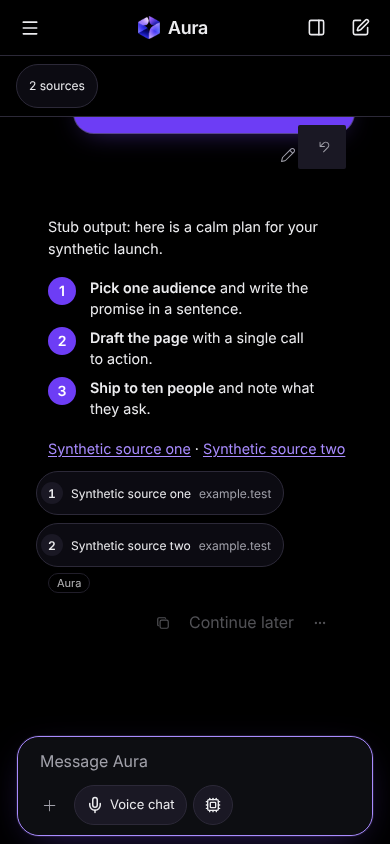 Aura
2 sources
Stub output: here is a calm plan for your
synthetic launch.
1 Pick one audience and write the
promise in a sentence.
2 Draft the page with a single call
to action.
3 Ship to ten people and note what
they ask.
Synthetic source one · Synthetic source two
1 Synthetic source one example.test
2 Synthetic source two example.test
Aura
Continue later
Message Aura
Voice chat